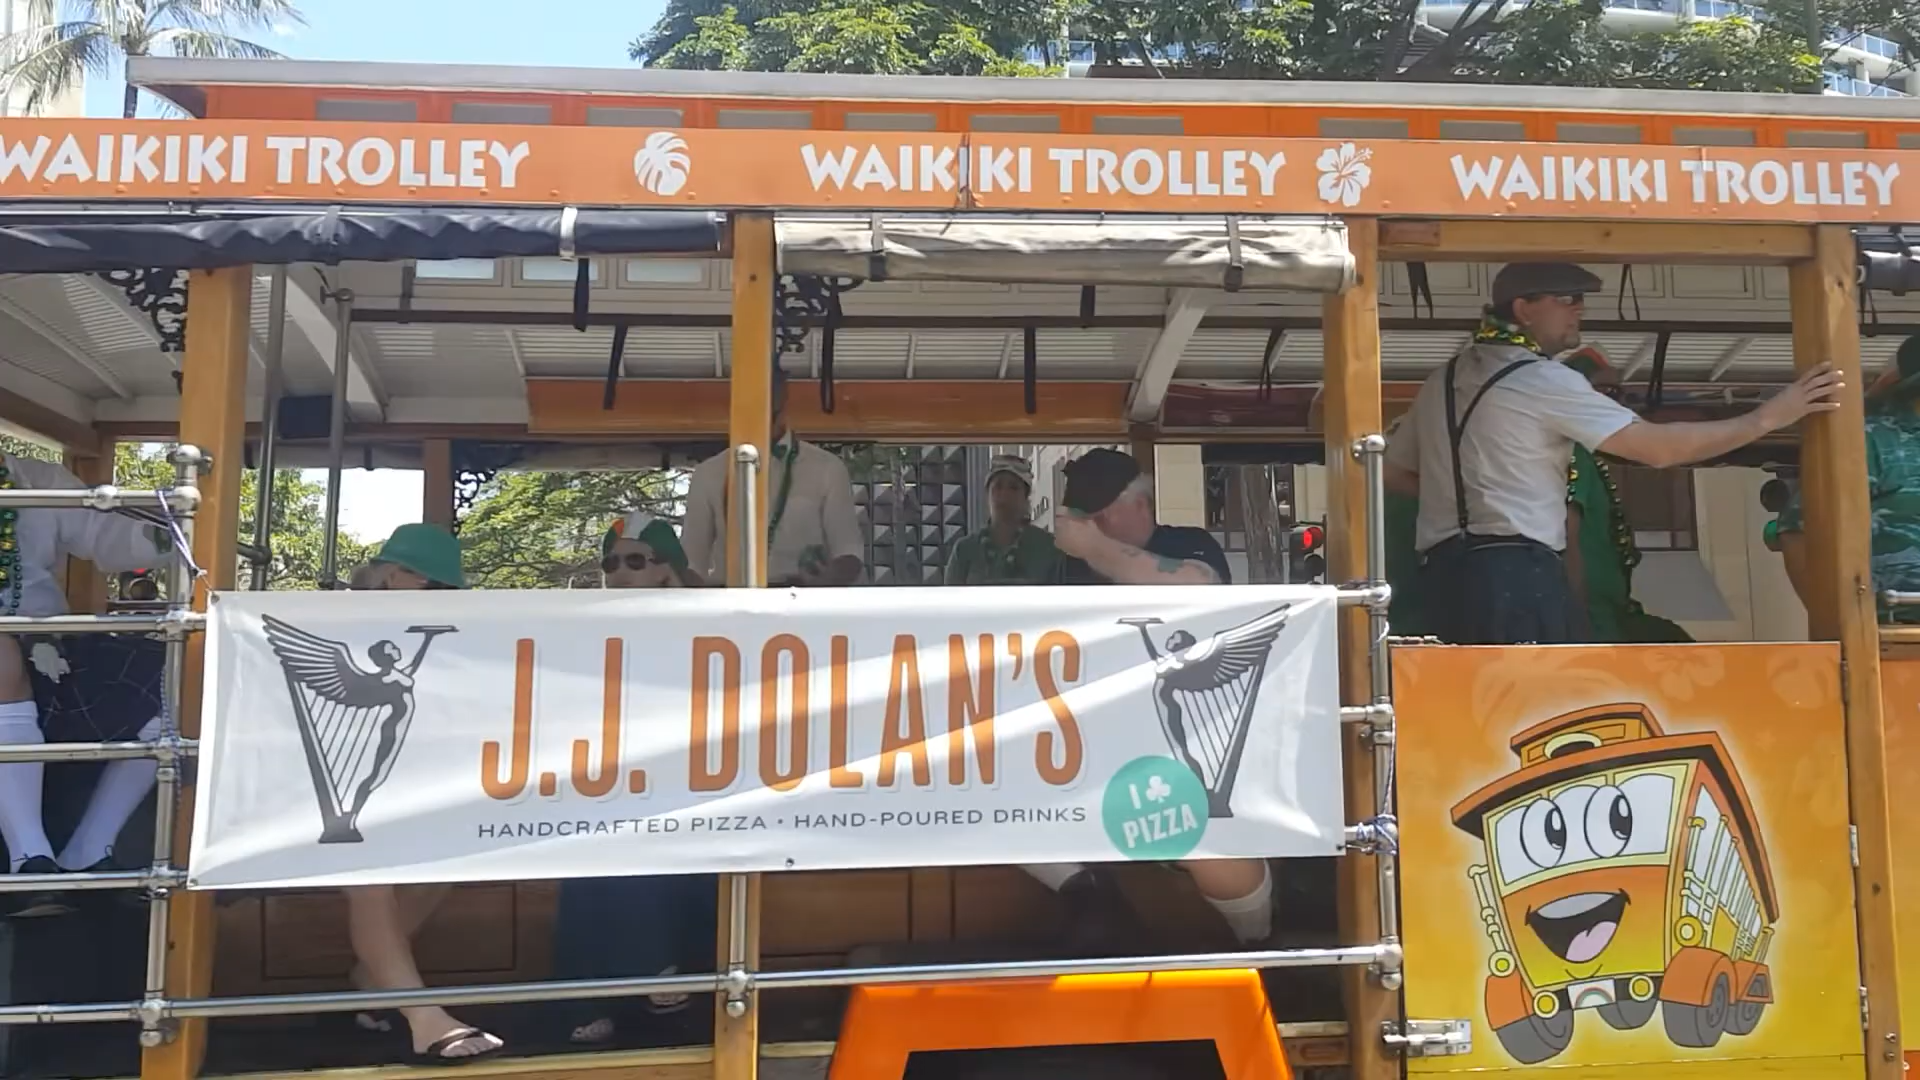 WAIKIKI TROLLEY WAIKIKI TROLLEY WAIKIKI TROLLEY
J.J. DOLAN'S
HANDCRAFTED PIZZA • HAND-POURED DRINKS
I ☘
PIZZA